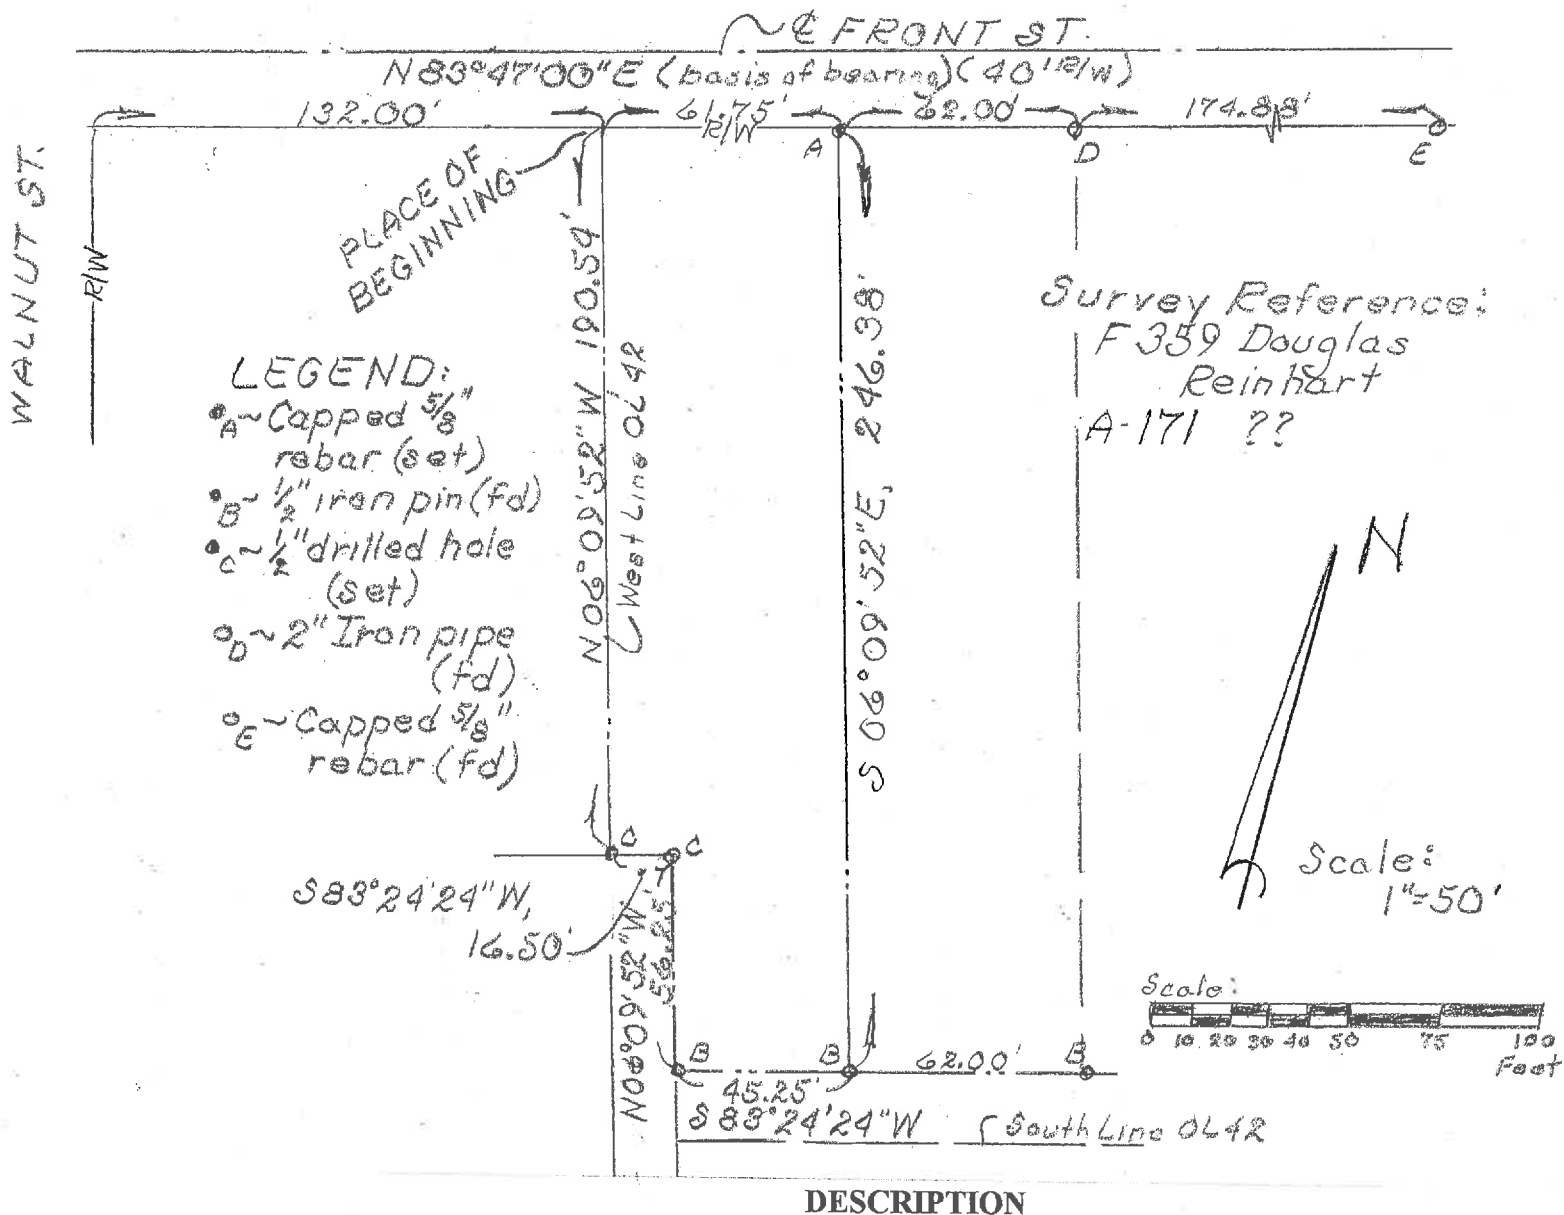 ℄ FRONT ST.
N83°47'00"E (basis of bearing) (40' R/W)
132.00'
61.75'
62.00'
174.88'
R/W
A
D
E
WALNUT ST.
R/W
PLACE OF
BEGINNING
N06°09'52"W 190.54'
West Line OL 42
S 06°09'52"E, 246.38'
Survey Reference:
F 359 Douglas
Reinhart
A-171 ??
LEGEND:
A~ Capped 5/8"
rebar (set)
B~ 1/2" iron pin (fd)
C~ 1/2" drilled hole
(set)
D~ 2" Iron pipe
(fd)
E~ Capped 5/8"
rebar (fd)
N
C
C
S83°24'24"W,
16.50'
N06°09'52"W
56.25'
Scale:
1"=50'
Scale:
0 10 20 30 40 50 75 100
Feet
B
B
62.00'
B
45.25'
S 83°24'24"W
South Line OL42
DESCRIPTION